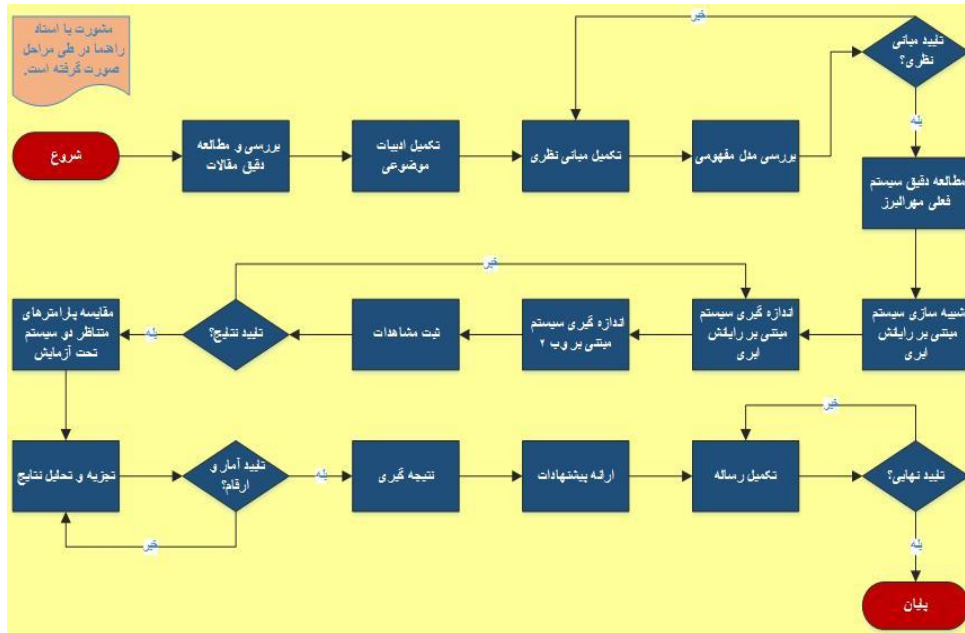 مشورت با استاد
راهنما در طی مراحل
صورت گرفته است.
خیر
تایید مبانی
نظری؟
شروع
بررسی و مطالعه
دقیق مقالات
تکمیل ادبیات
موضوعی
تکمیل مبانی نظری
بررسی مدل مفهومی
بله
مطالعه دقیق سیستم
فعلی مهرالبرز
خیر
شبیه سازی سیستم
مبتنی بر رایانش
ابری
اندازه گیری سیستم
مبتنی بر رایانش
ابری
اندازه گیری سیستم
مبتنی بر وب ۲
ثبت مشاهدات
تایید نتایج؟
بله
مقایسه پارامترهای
متناظر دو سیستم
تحت آزمایش
تجزیه و تحلیل نتایج
تایید آمار و
ارقام؟
خیر
بله
نتیجه گیری
ارائه پیشنهادات
تکمیل رساله
خیر
تایید نهایی؟
بله
پایان